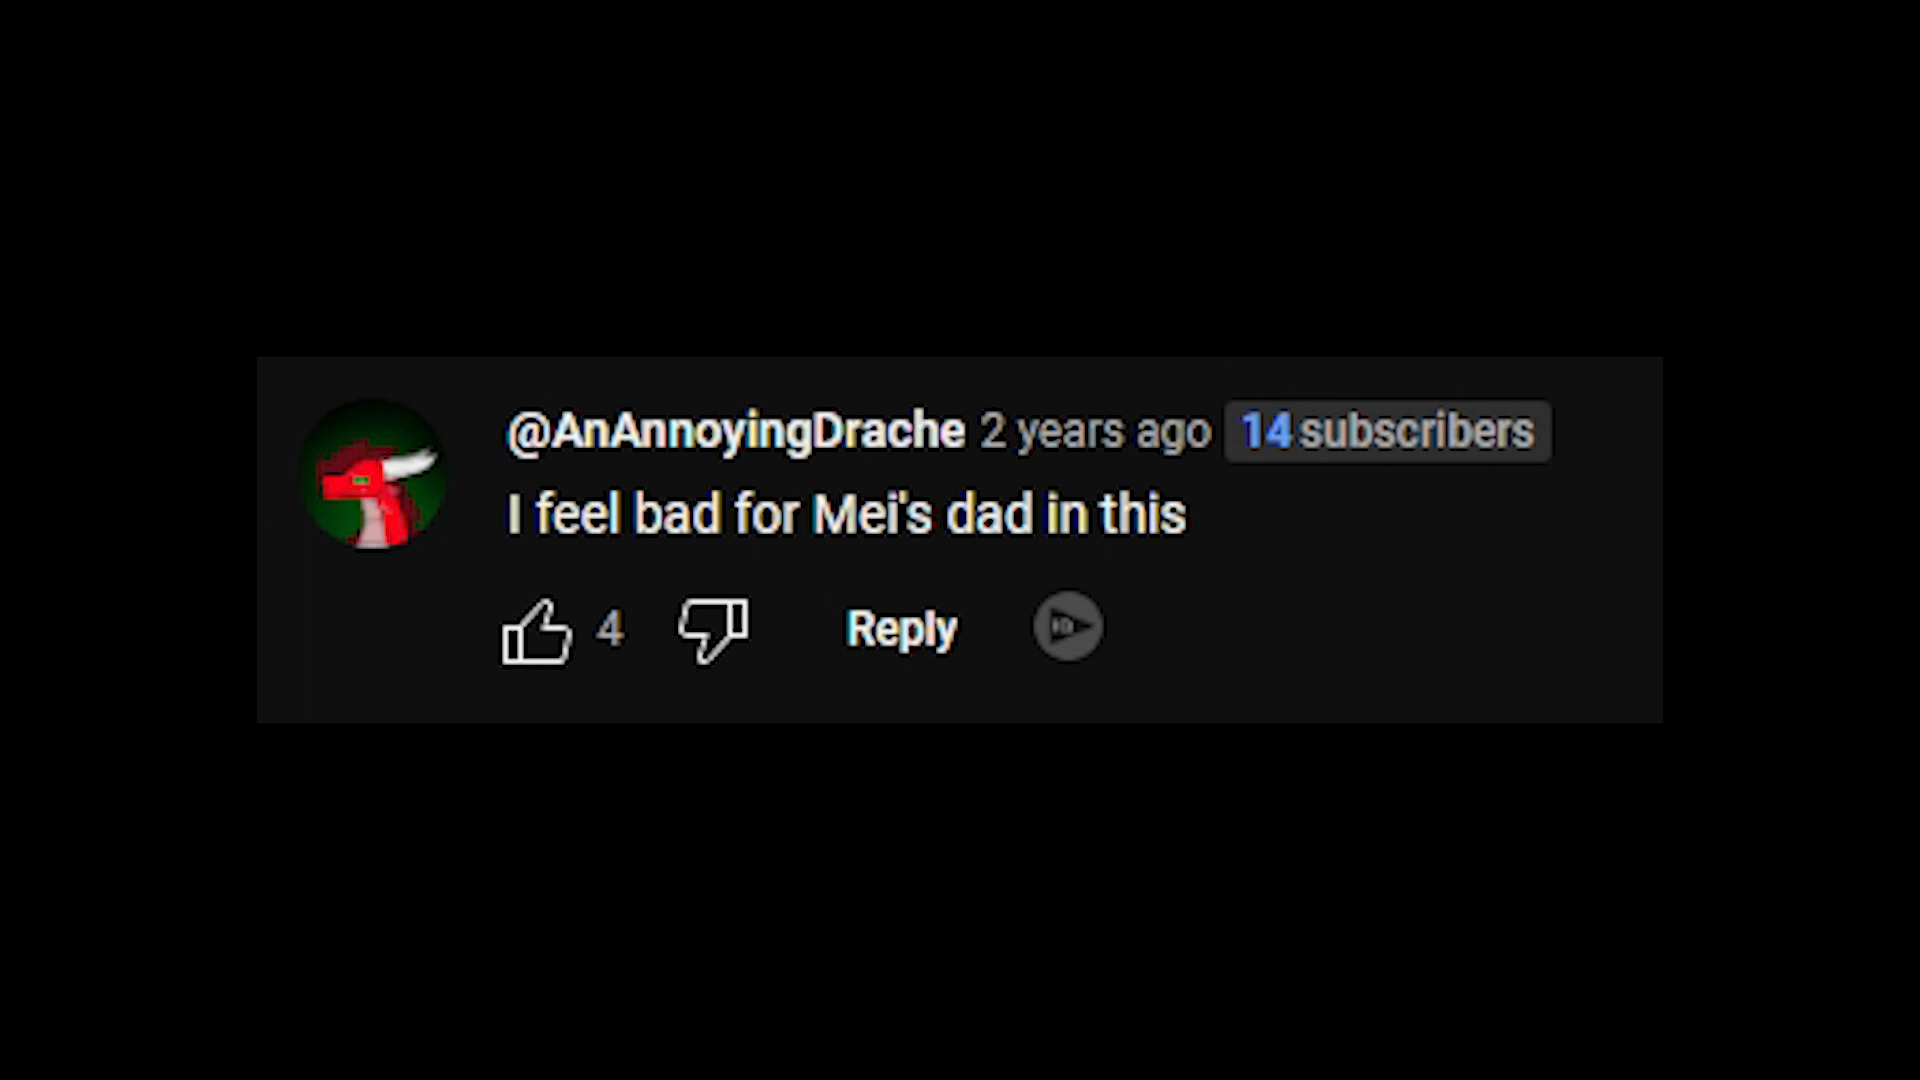 @AnAnnoyingDrache 2 years ago 14 subscribers
I feel bad for Mei's dad in this
4 Reply